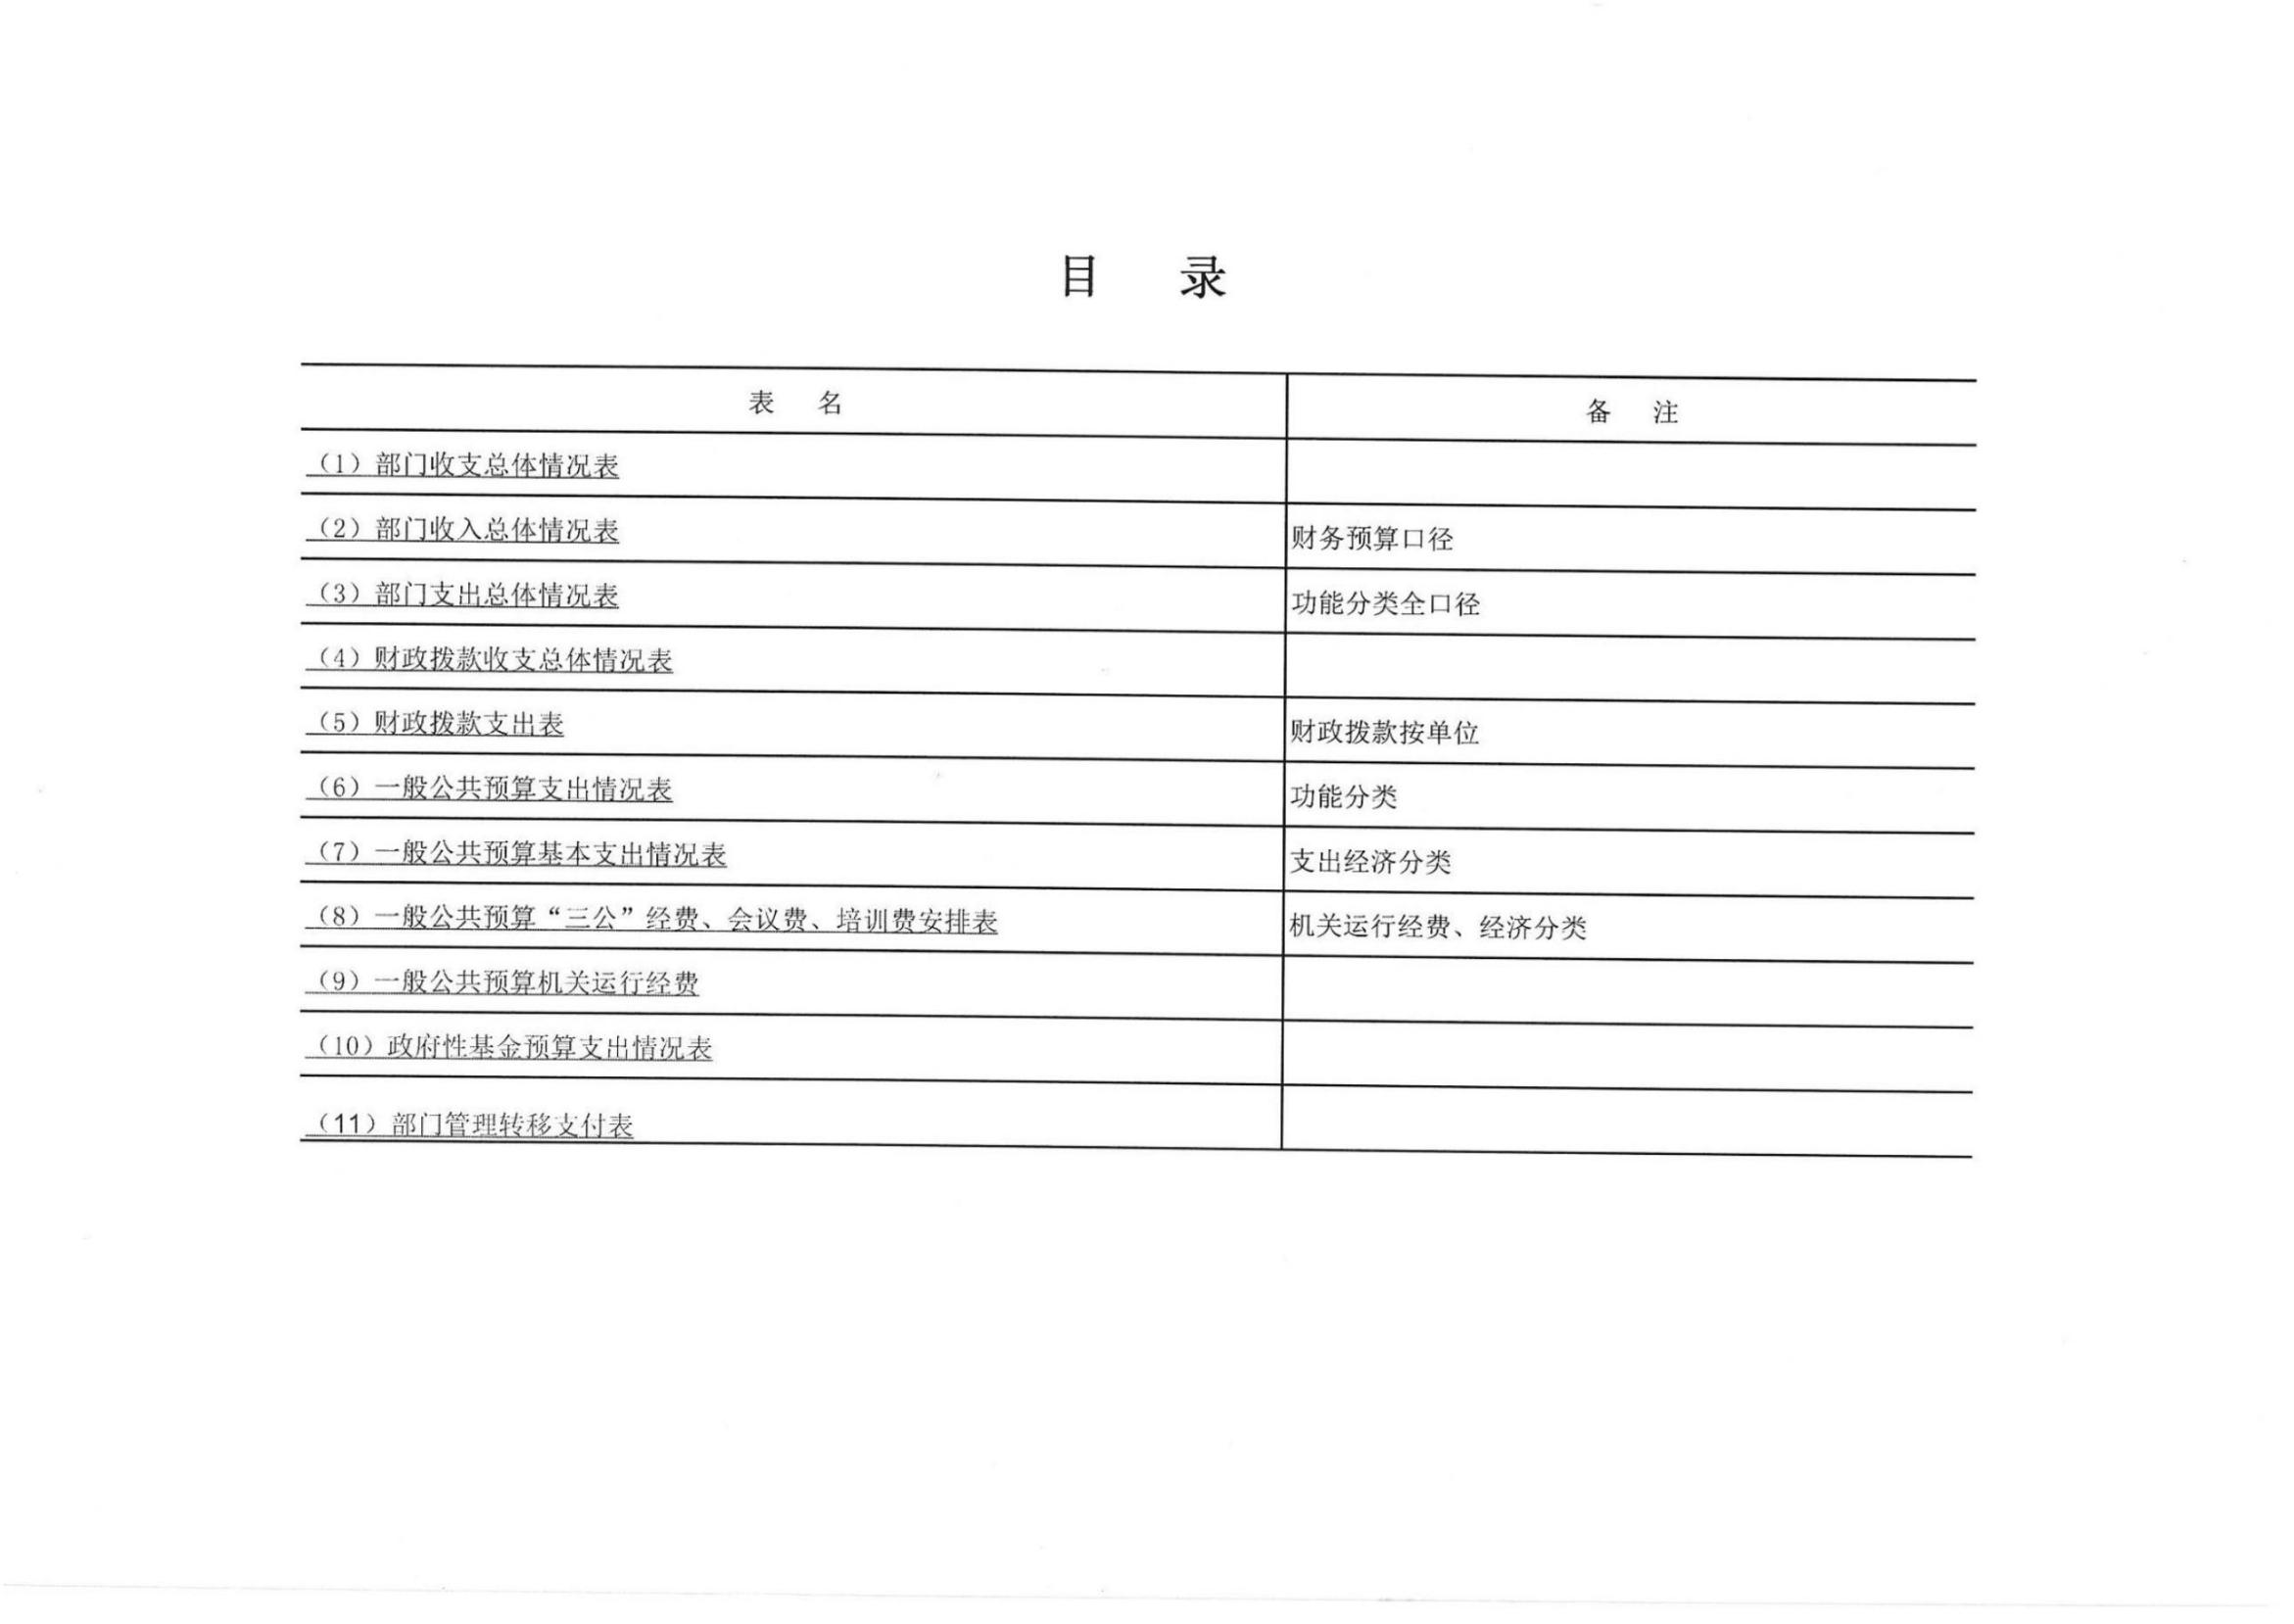 目 录
表 名 备 注
（1）部门收支总体情况表
（2）部门收入总体情况表 财务预算口径
（3）部门支出总体情况表 功能分类全口径
（4）财政拨款收支总体情况表
（5）财政拨款支出表 财政拨款按单位
（6）一般公共预算支出情况表 功能分类
（7）一般公共预算基本支出情况表 支出经济分类
（8）一般公共预算“三公”经费、会议费、培训费安排表 机关运行经费、经济分类
（9）一般公共预算机关运行经费
（10）政府性基金预算支出情况表
（11）部门管理转移支付表